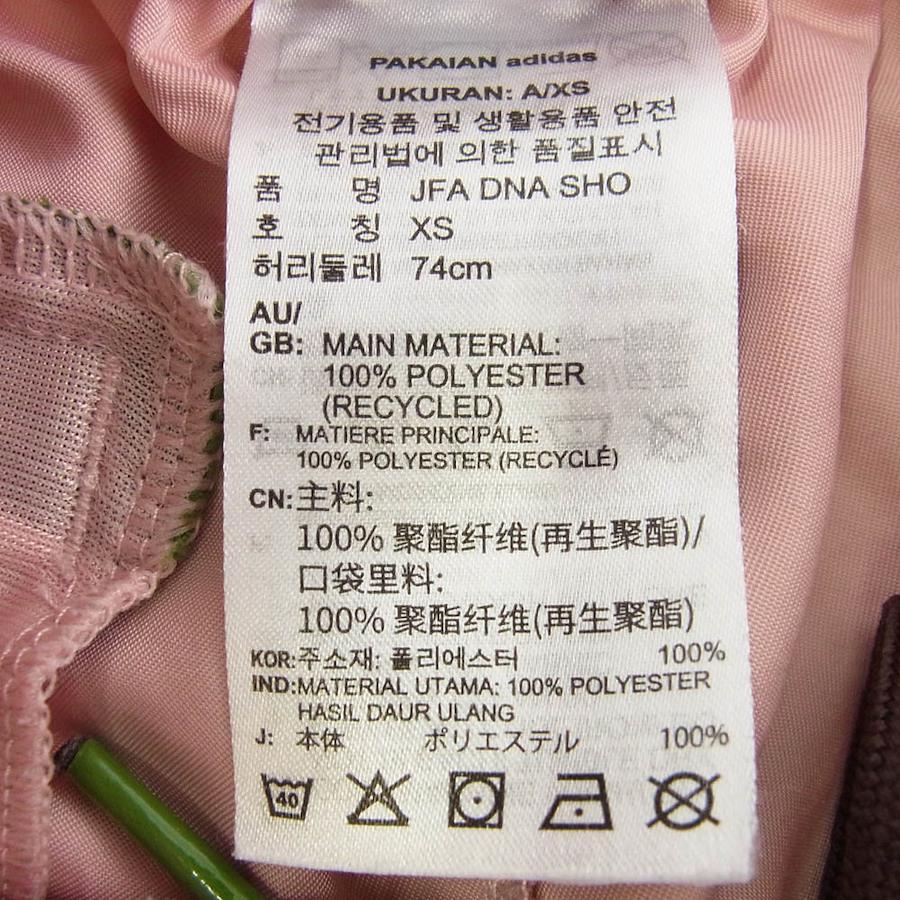 PAKAIAN adidas
UKURAN: A/XS
전기용품 및 생활용품 안전
관리법에 의한 품질표시
품 명 JFA DNA SHO
호 칭 XS
허리둘레 74cm
AU/
GB: MAIN MATERIAL:
100% POLYESTER
(RECYCLED)
F: MATIERE PRINCIPALE:
100% POLYESTER (RECYCLÉ)
CN: 主料:
100% 聚酯纤维(再生聚酯)/
口袋里料:
100% 聚酯纤维(再生聚酯)
KOR: 주소재: 폴리에스터 100%
IND: MATERIAL UTAMA: 100% POLYESTER
HASIL DAUR ULANG
J: 本体 ポリエステル 100%
40